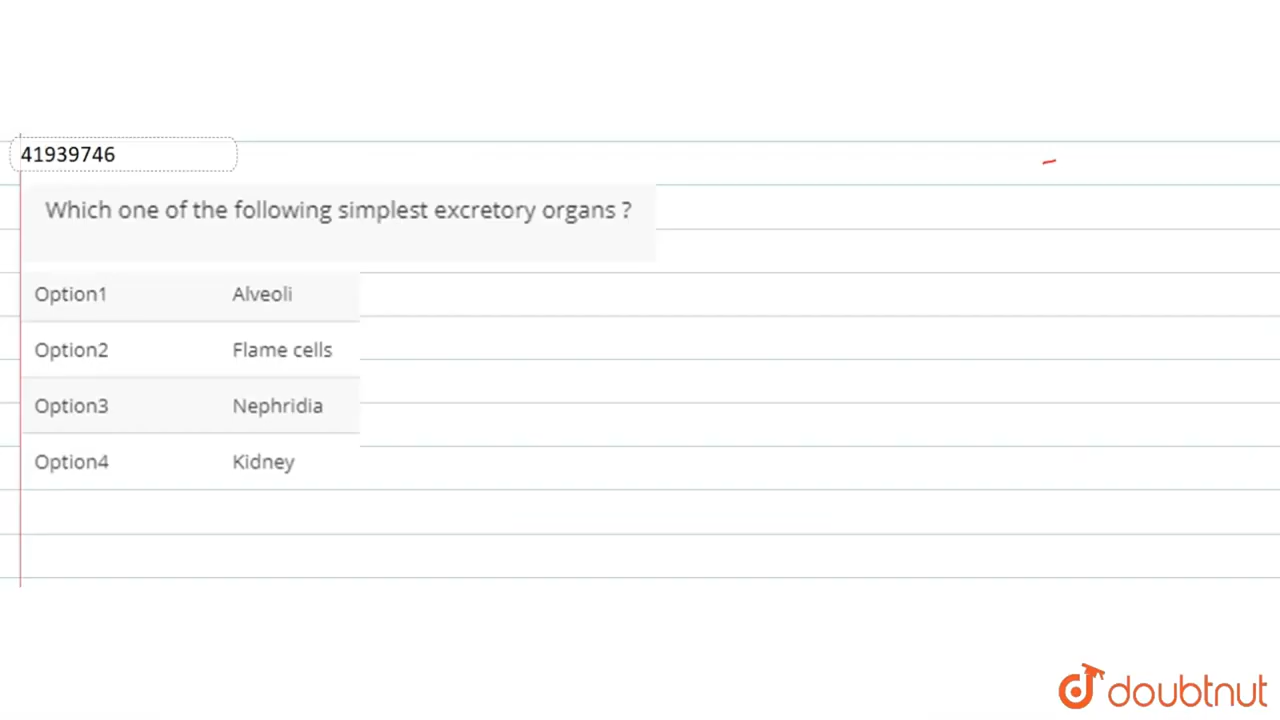 41939746
Which one of the following simplest excretory organs ?
Option1 Alveoli
Option2 Flame cells
Option3 Nephridia
Option4 Kidney
doubtnut